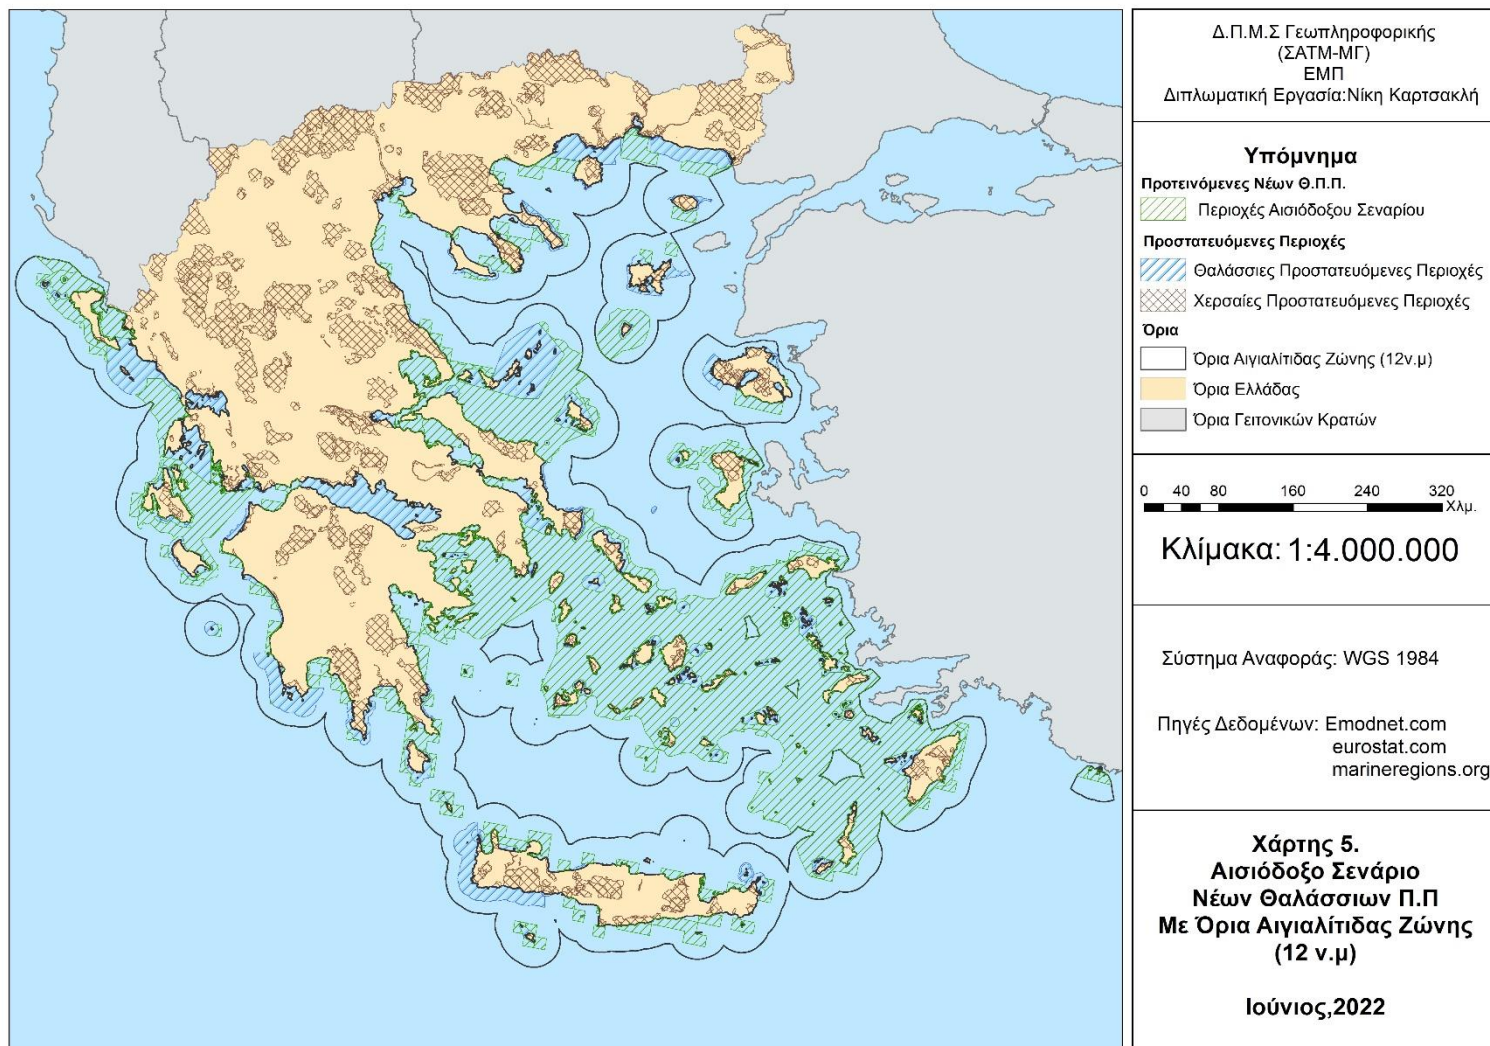 Δ.Π.Μ.Σ Γεωπληροφορικής
(ΣΑΤΜ-ΜΓ)
ΕΜΠ
Διπλωματική Εργασία:Νίκη Καρτσακλή
Υπόμνημα
Προτεινόμενες Νέων Θ.Π.Π.
Περιοχές Αισιόδοξου Σεναρίου
Προστατευόμενες Περιοχές
Θαλάσσιες Προστατευόμενες Περιοχές
Χερσαίες Προστατευόμενες Περιοχές
Όρια
Όρια Αιγιαλίτιδας Ζώνης (12ν.μ)
Όρια Ελλάδας
Όρια Γειτονικών Κρατών
0 40 80 160 240 320
Χλμ.
Κλίμακα: 1:4.000.000
Σύστημα Αναφοράς: WGS 1984
Πηγές Δεδομένων: Emodnet.com
eurostat.com
marineregions.org
Χάρτης 5.
Αισιόδοξο Σενάριο
Νέων Θαλάσσιων Π.Π
Με Όρια Αιγιαλίτιδας Ζώνης
(12 ν.μ)
Ιούνιος,2022